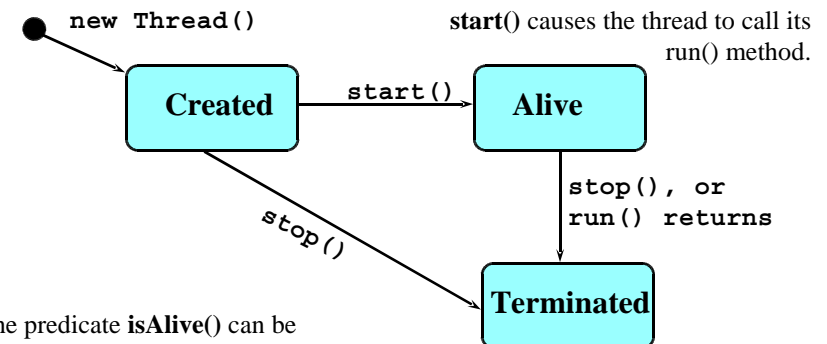 new Thread()
start() causes the thread to call its
run() method.
Created
start()
Alive
stop(), or
run() returns
stop()
Terminated
predicate isAlive() can be